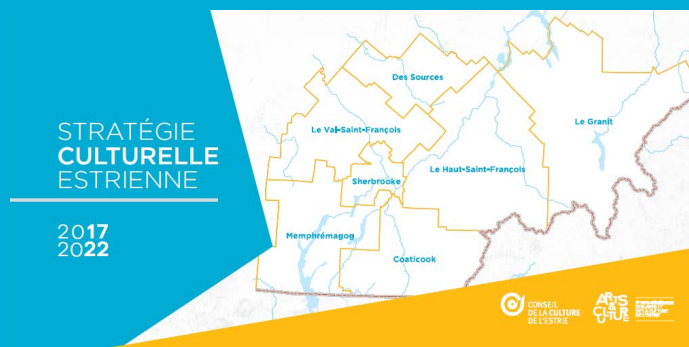 STRATÉGIE
CULTURELLE
ESTRIENNE
2017
2022
Des Sources
Le Granit
Le Val-Saint-François
Le Haut-Saint-François
Sherbrooke
Memphrémagog
Coaticook
CONSEIL
DE LA CULTURE
DE L'ESTRIE
ARTS
CULTURE